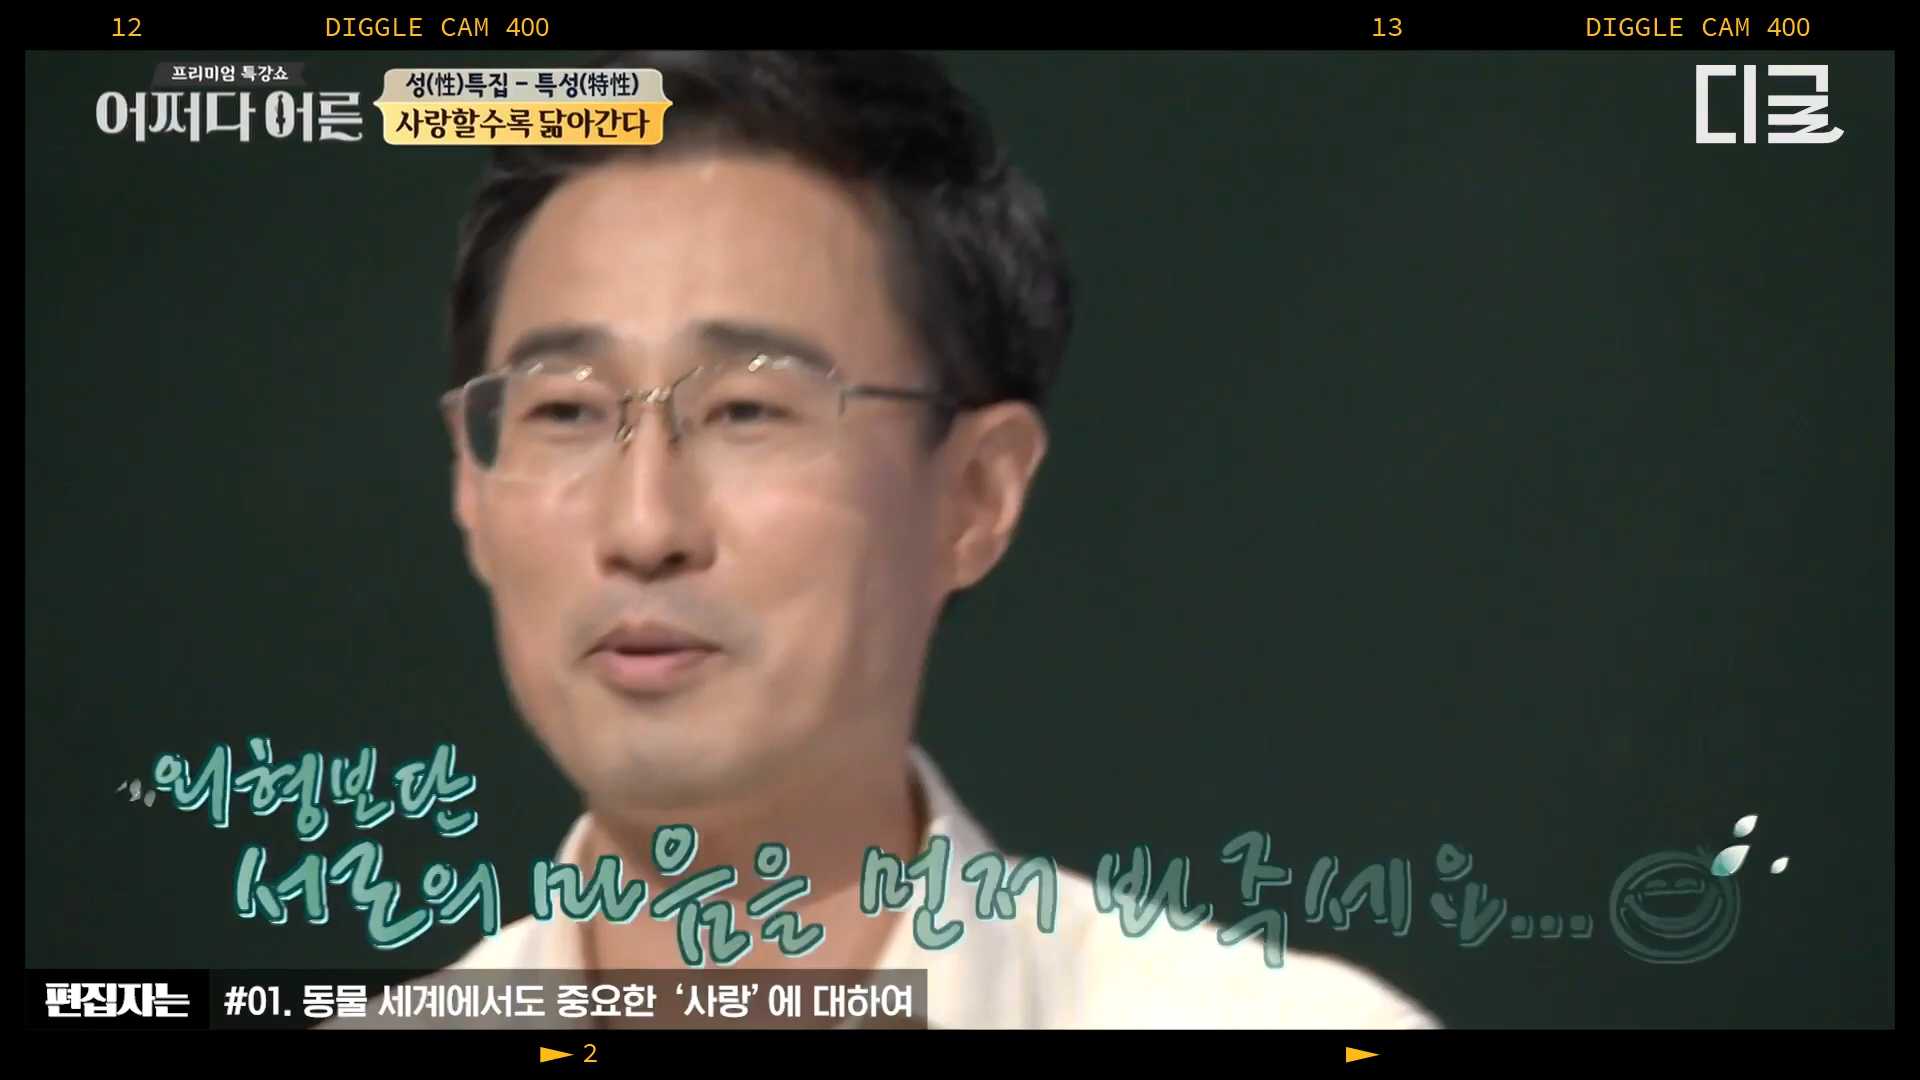 12 DIGGLE CAM 400 13 DIGGLE CAM 400
프리미엄 특강쇼
어쩌다 어른
성(性)특집 - 특성(特性)
사랑할수록 닮아간다
디글
외형보단
서로의 마음을 먼저 봐주세요...
편집자는 #01. 동물 세계에서도 중요한 ‘사랑’에 대하여
2